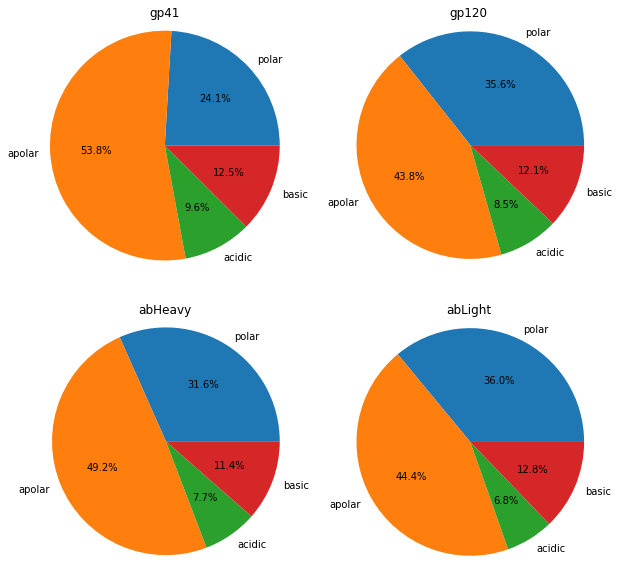 gp41
polar
24.1%
apolar
53.8%
9.6%
acidic
12.5%
basic
gp120
polar
35.6%
apolar
43.8%
8.5%
acidic
12.1%
basic
abHeavy
polar
31.6%
apolar
49.2%
7.7%
acidic
11.4%
basic
abLight
polar
36.0%
apolar
44.4%
6.8%
acidic
12.8%
basic